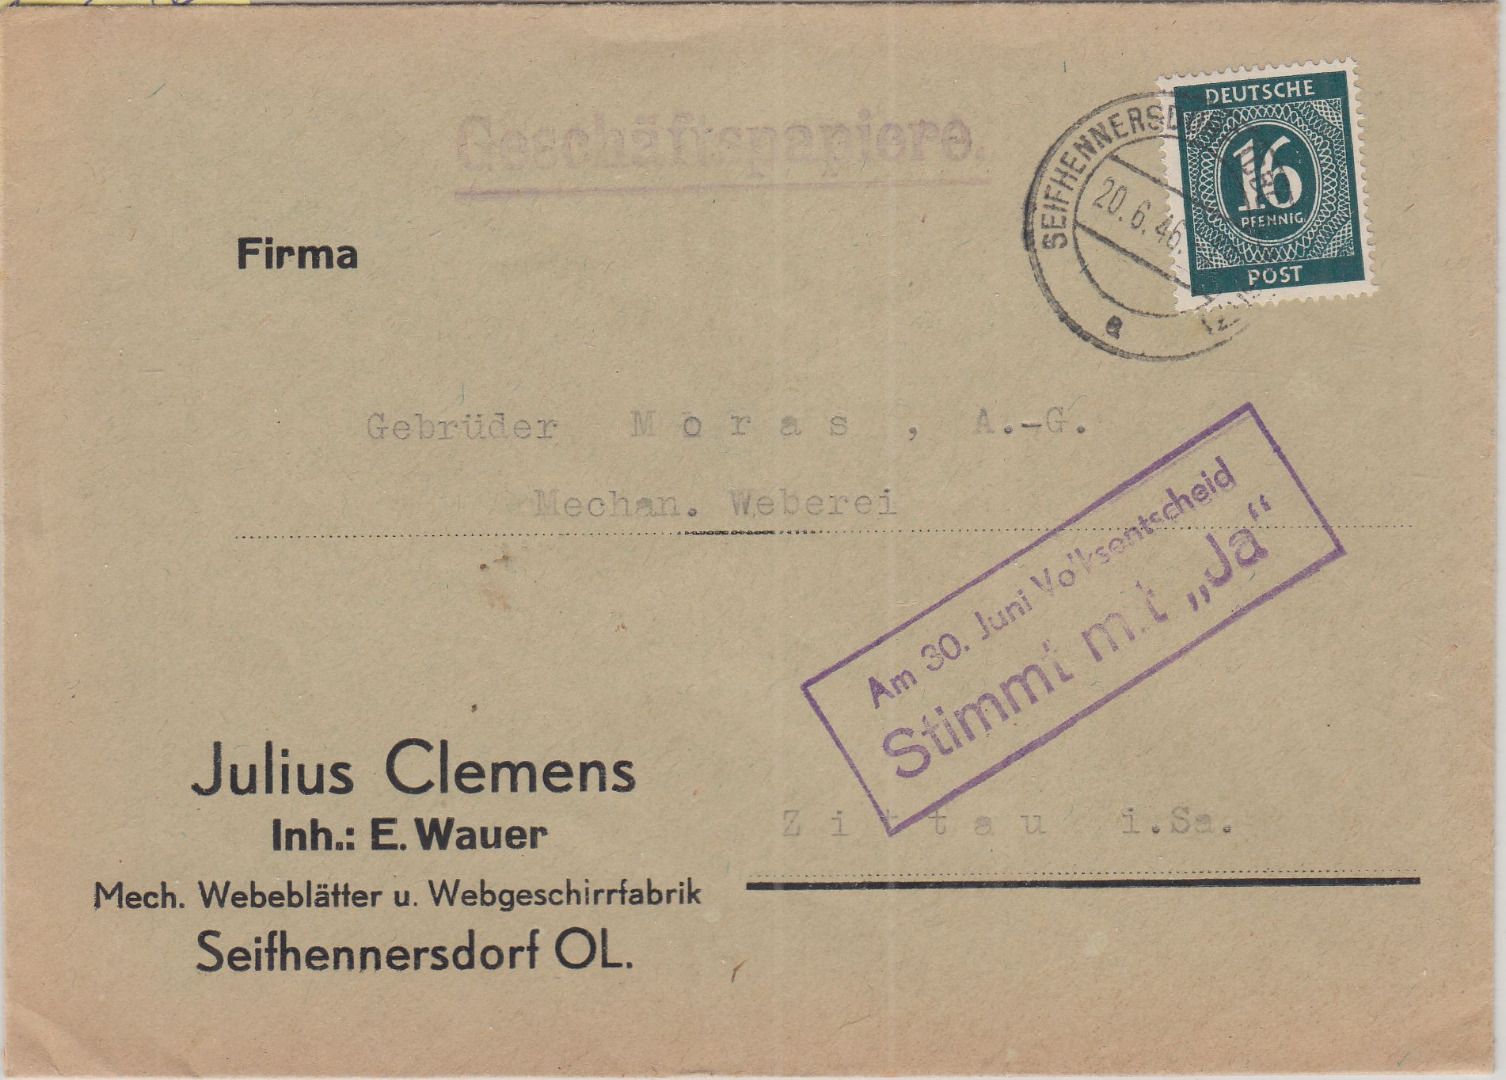 Geschäftspapiere.
DEUTSCHE
16
PFENNIG
POST
SEIFHENNERSD
20.6.46.
a
Firma
Gebrüder Moras, A.-G.
Mechan. Weberei
Am 30. Juni Volksentscheid
Stimmt mit „Ja“
Zittau i.Sa.
Julius Clemens
Inh.: E. Wauer
Mech. Webeblätter u. Webgeschirrfabrik
Seifhennersdorf OL.